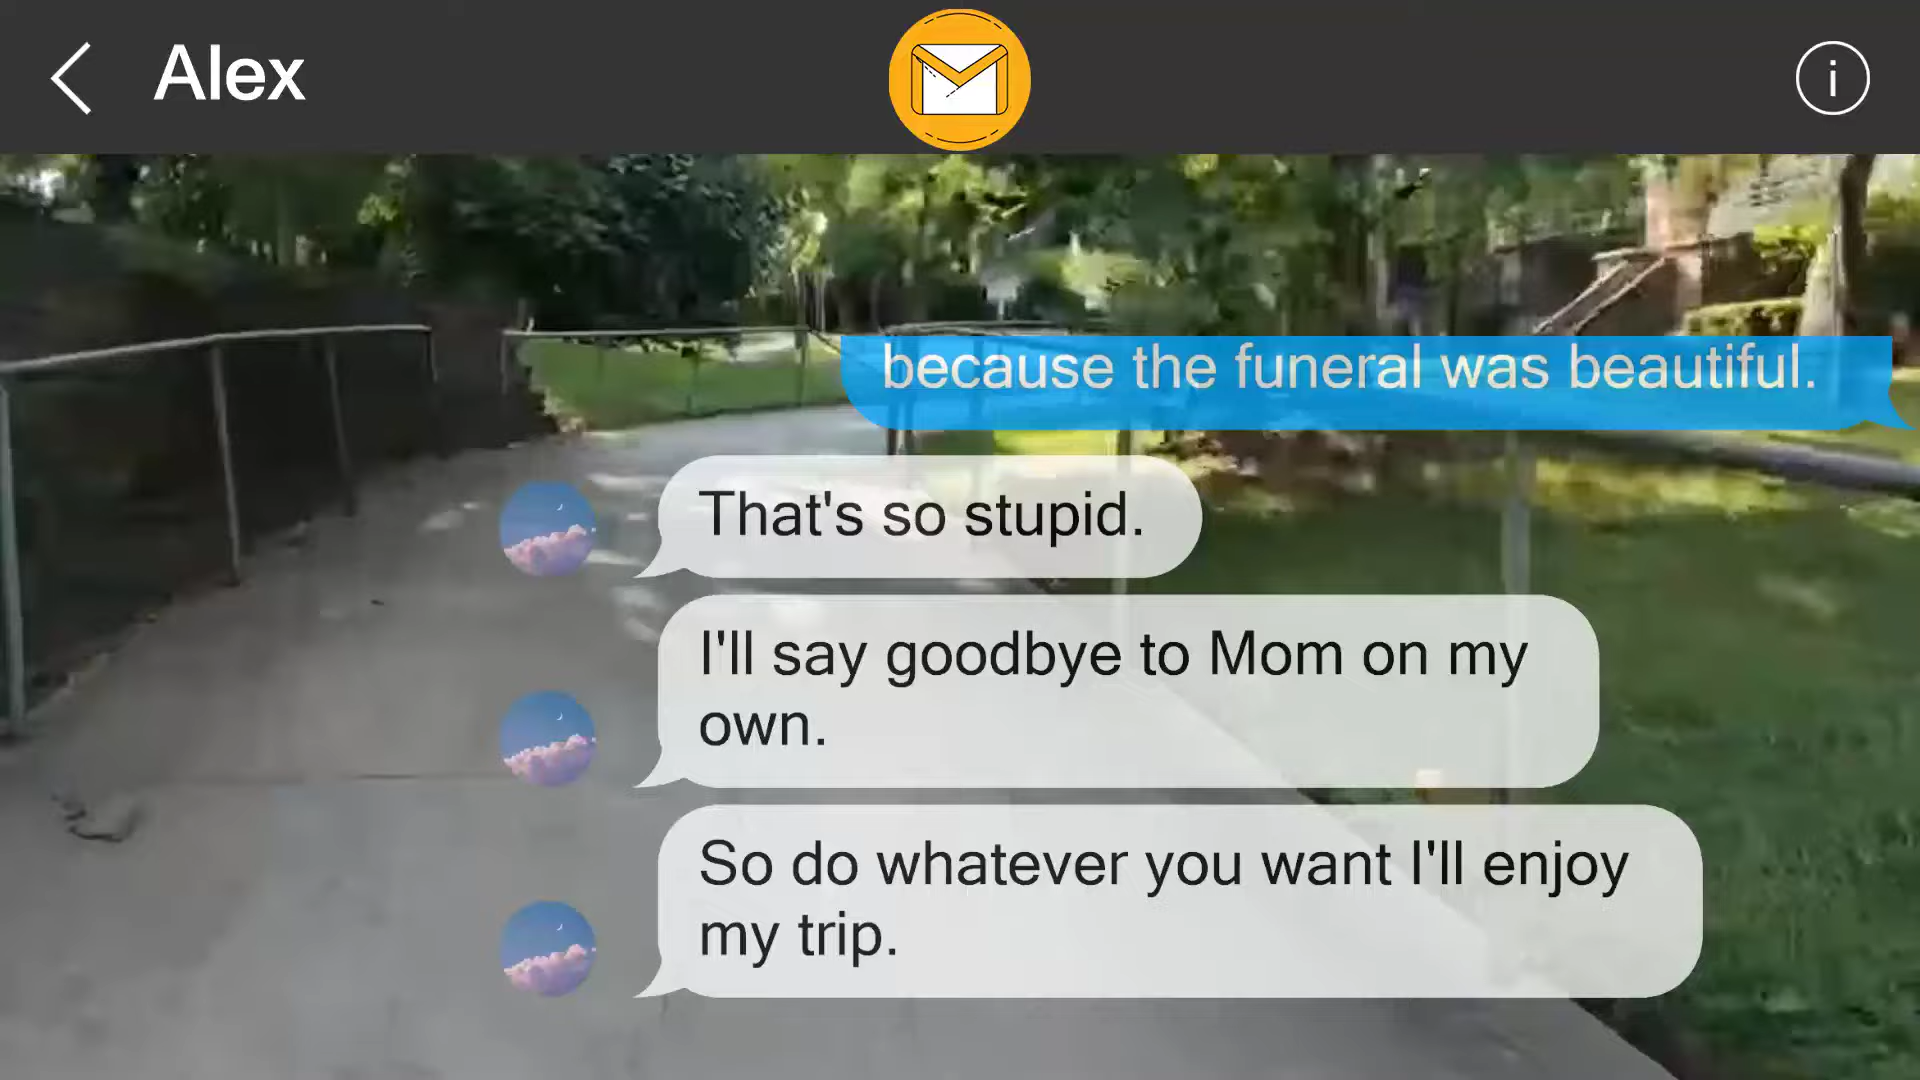 Alex
because the funeral was beautiful.
That's so stupid.
I'll say goodbye to Mom on my
own.
So do whatever you want I'll enjoy
my trip.